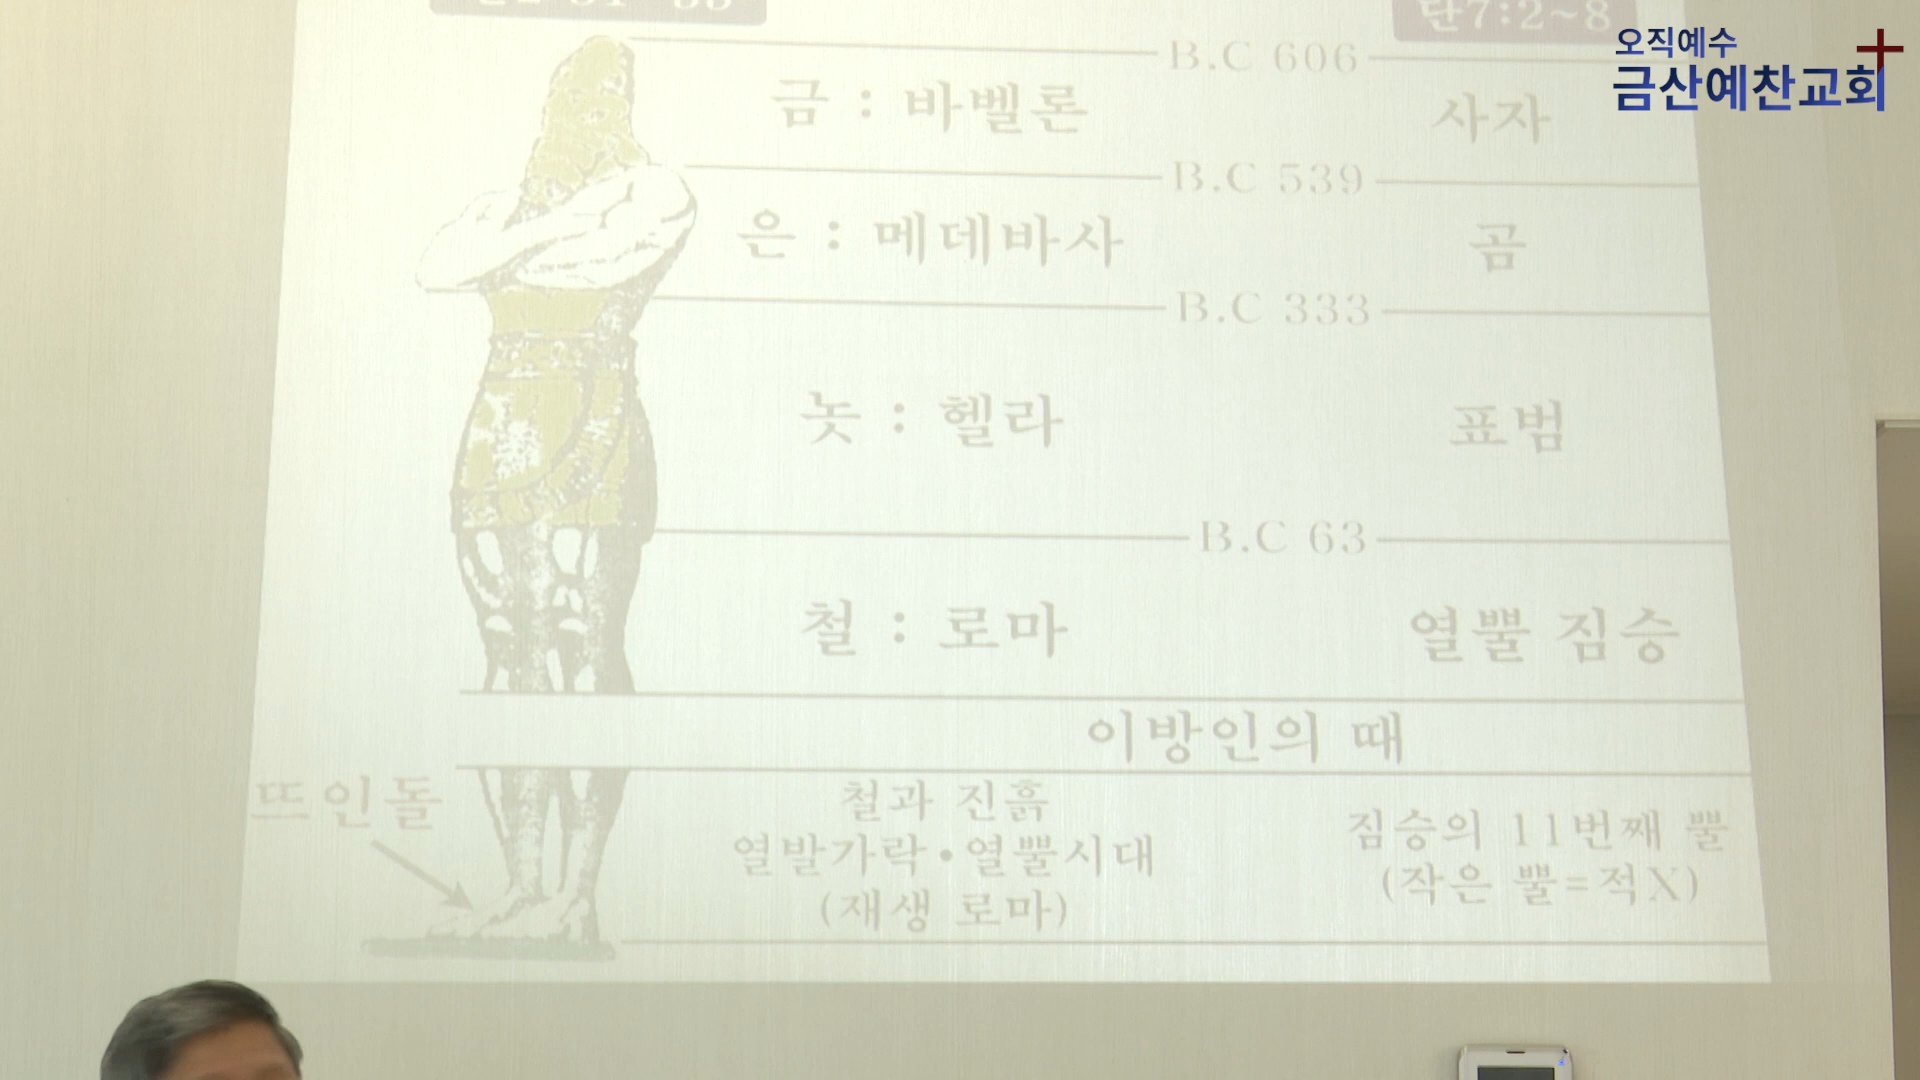 단7:2~8
오직예수
금산예찬교회
B.C 606
금 : 바벨론
사자
B.C 539
은 : 메데바사
곰
B.C 333
놋 : 헬라
표범
B.C 63
철 : 로마
열뿔 짐승
이방인의 때
뜨인돌
철과 진흙
열발가락•열뿔시대
(재생 로마)
짐승의 11번째 뿔
(작은 뿔=적X)